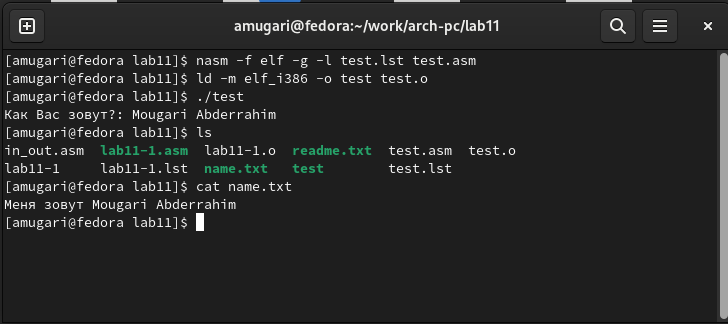 amugari@fedora:~/work/arch-pc/lab11
[amugari@fedora lab11]$ nasm -f elf -g -l test.lst test.asm
[amugari@fedora lab11]$ ld -m elf_i386 -o test test.o
[amugari@fedora lab11]$ ./test
Как Вас зовут?: Mougari Abderrahim
[amugari@fedora lab11]$ ls
in_out.asm  lab11-1.asm  lab11-1.o  readme.txt  test.asm  test.o
lab11-1     lab11-1.lst  name.txt   test        test.lst
[amugari@fedora lab11]$ cat name.txt
Меня зовут Mougari Abderrahim
[amugari@fedora lab11]$